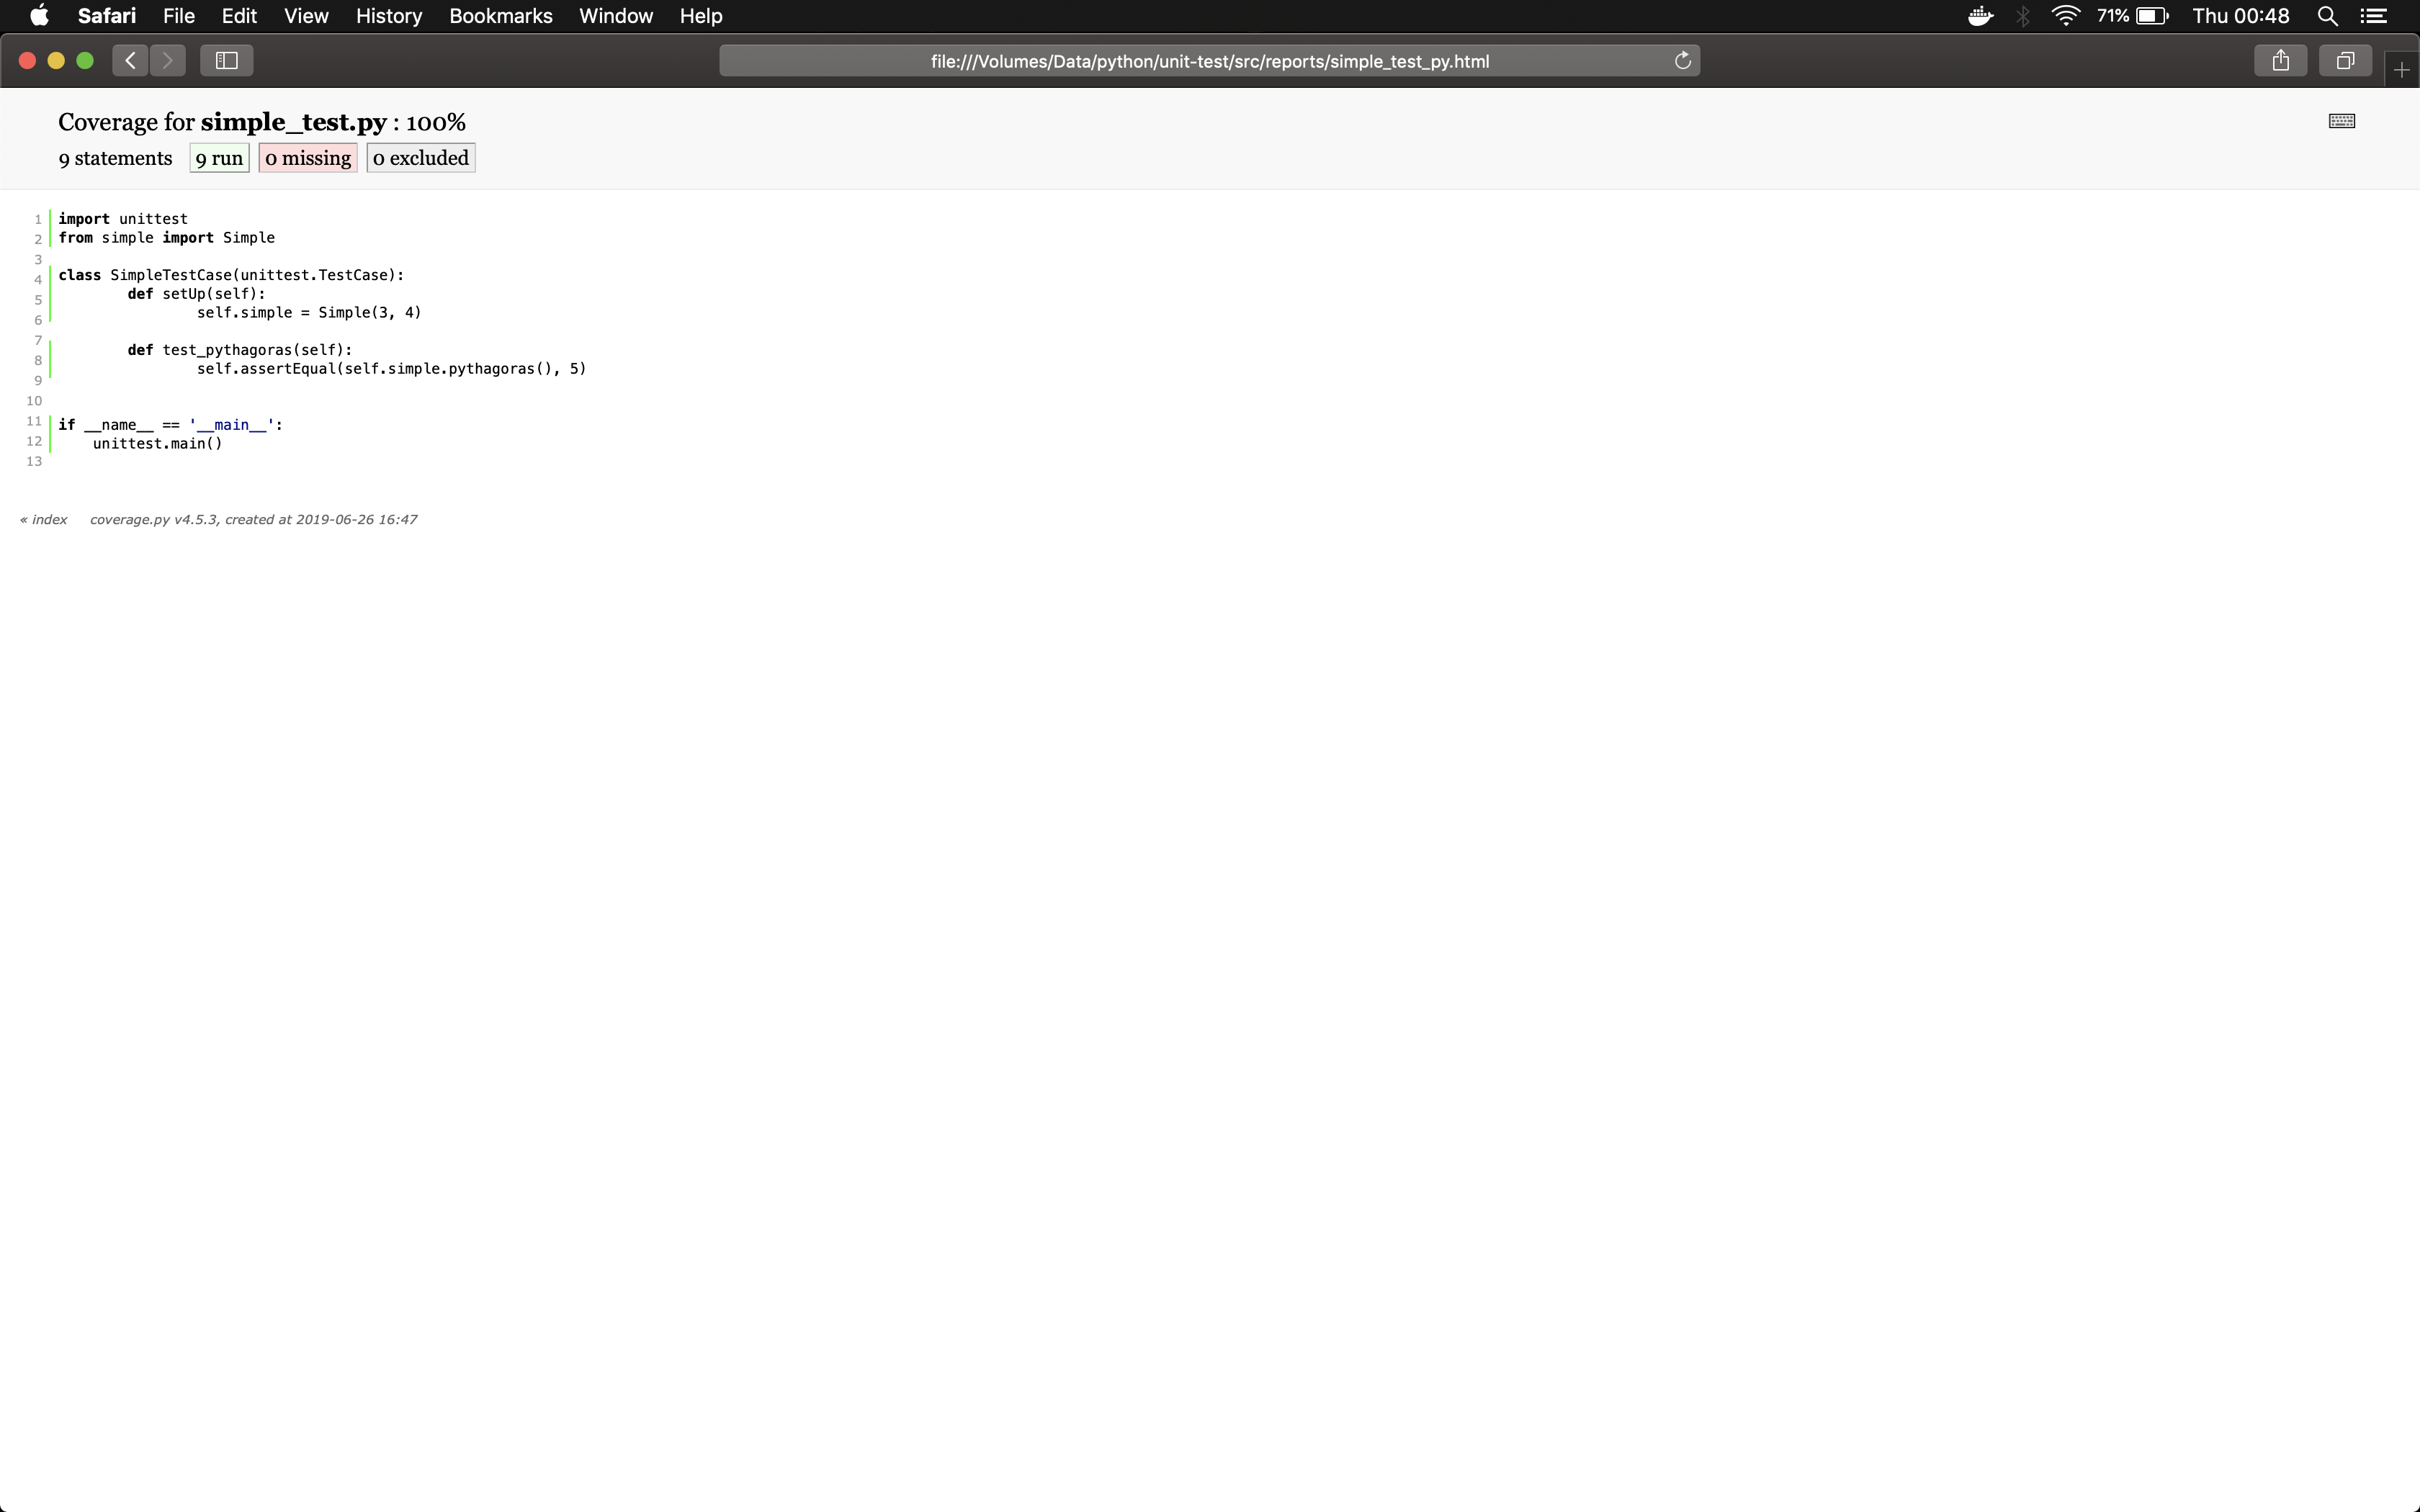 Safari File Edit View History Bookmarks Window Help 71% Thu 00:48
file:///Volumes/Data/python/unit-test/src/reports/simple_test_py.html
Coverage for simple_test.py : 100%
9 statements 9 run 0 missing 0 excluded
1 import unittest
2 from simple import Simple
3
4 class SimpleTestCase(unittest.TestCase):
5 def setUp(self):
6 self.simple = Simple(3, 4)
7
8 def test_pythagoras(self):
9 self.assertEqual(self.simple.pythagoras(), 5)
10
11
12 if __name__ == '__main__':
13 unittest.main()
« index coverage.py v4.5.3, created at 2019-06-26 16:47